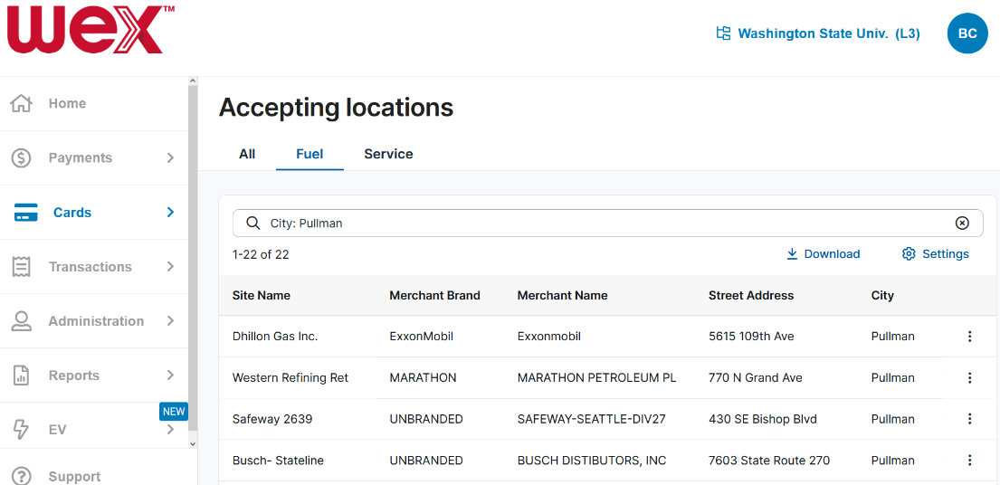 wex™
Washington State Univ. (L3) BC
Home
Payments
Cards
Transactions
Administration
Reports
NEW
EV
Support
Accepting locations
All Fuel Service
City: Pullman
1-22 of 22 Download Settings
Site Name Merchant Brand Merchant Name Street Address City
Dhillon Gas Inc. ExxonMobil Exxonmobil 5615 109th Ave Pullman
Western Refining Ret MARATHON MARATHON PETROLEUM PL 770 N Grand Ave Pullman
Safeway 2639 UNBRANDED SAFEWAY-SEATTLE-DIV27 430 SE Bishop Blvd Pullman
Busch- Stateline UNBRANDED BUSCH DISTIBUTORS, INC 7603 State Route 270 Pullman